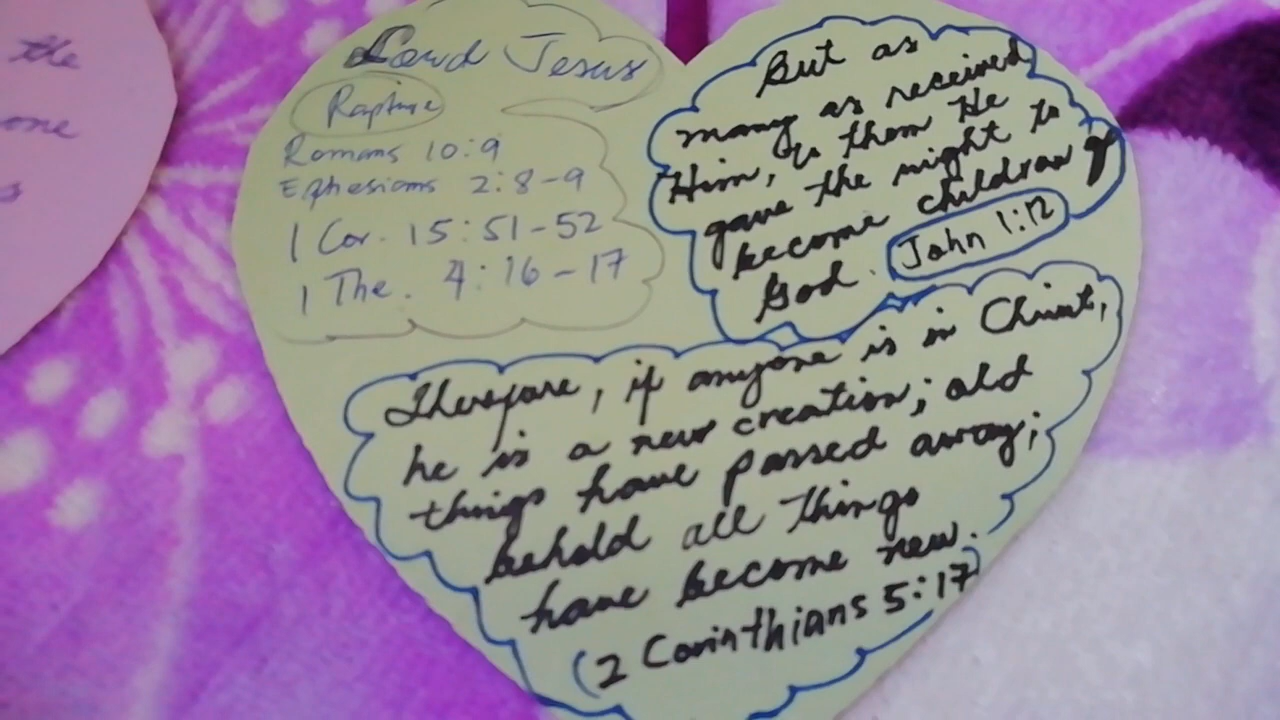 the
one
s
Lord Jesus
Rapture
Romans 10:9
Ephesians 2:8-9
1 Cor. 15:51-52
1 The. 4:16-17
But as
many as received
Him, to them He
gave the might to
become children of
God. John 1:12
Therefore, if anyone is in Christ,
he is a new creation; old
things have passed away;
behold all things
have become new.
(2 Corinthians 5:17)